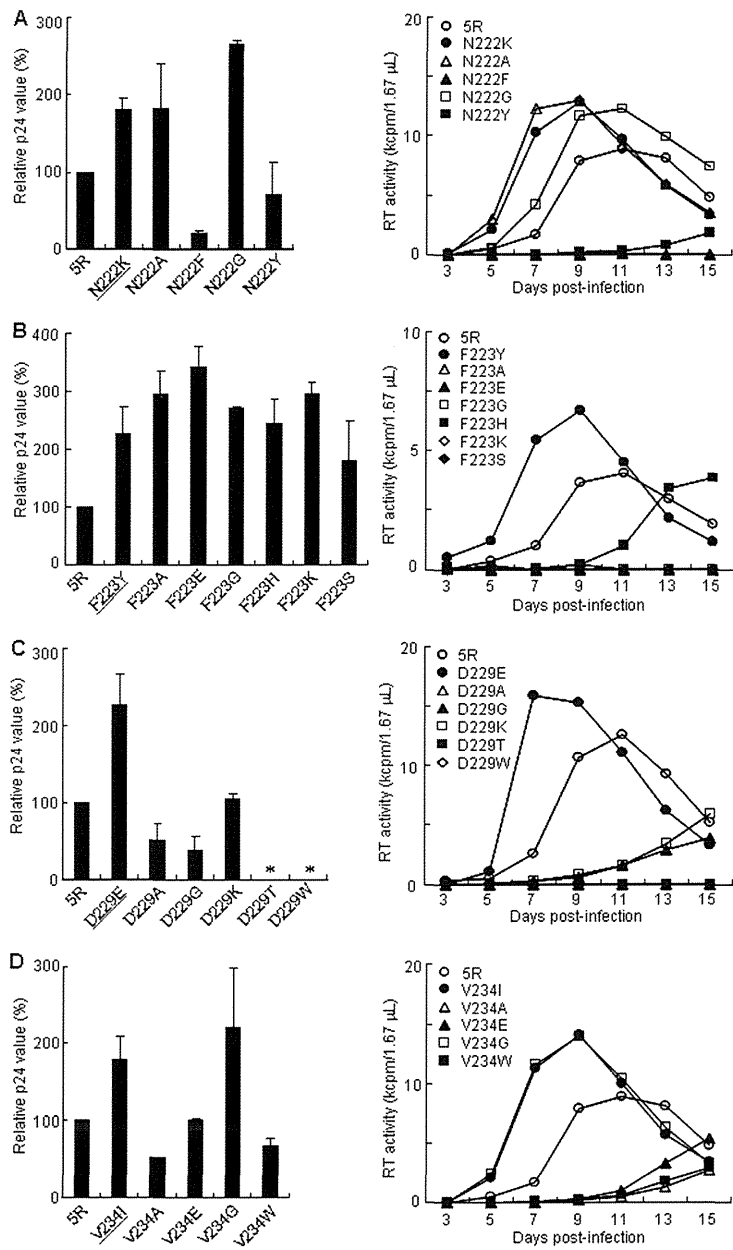 A
Relative p24 value (%)
300
200
100
0
5R
N222K
N222A
N222F
N222G
N222Y
RT activity (kcpm/1.67 µL)
20
10
0
5R
N222K
N222A
N222F
N222G
N222Y
3 5 7 9 11 13 15
Days post-infection
B
Relative p24 value (%)
400
300
200
100
0
5R
F223Y
F223A
F223E
F223G
F223H
F223K
F223S
RT activity (kcpm/1.67 µL)
10
5
0
5R
F223Y
F223A
F223E
F223G
F223H
F223K
F223S
3 5 7 9 11 13 15
Days post-infection
C
Relative p24 value (%)
300
200
100
0
* *
5R
D229E
D229A
D229G
D229K
D229T
D229W
RT activity (kcpm/1.67 µL)
20
10
0
5R
D229E
D229A
D229G
D229K
D229T
D229W
3 5 7 9 11 13 15
Days post-infection
D
Relative p24 value (%)
300
200
100
0
5R
V234I
V234A
V234E
V234G
V234W
RT activity (kcpm/1.67 µL)
20
10
0
5R
V234I
V234A
V234E
V234G
V234W
3 5 7 9 11 13 15
Days post-infection